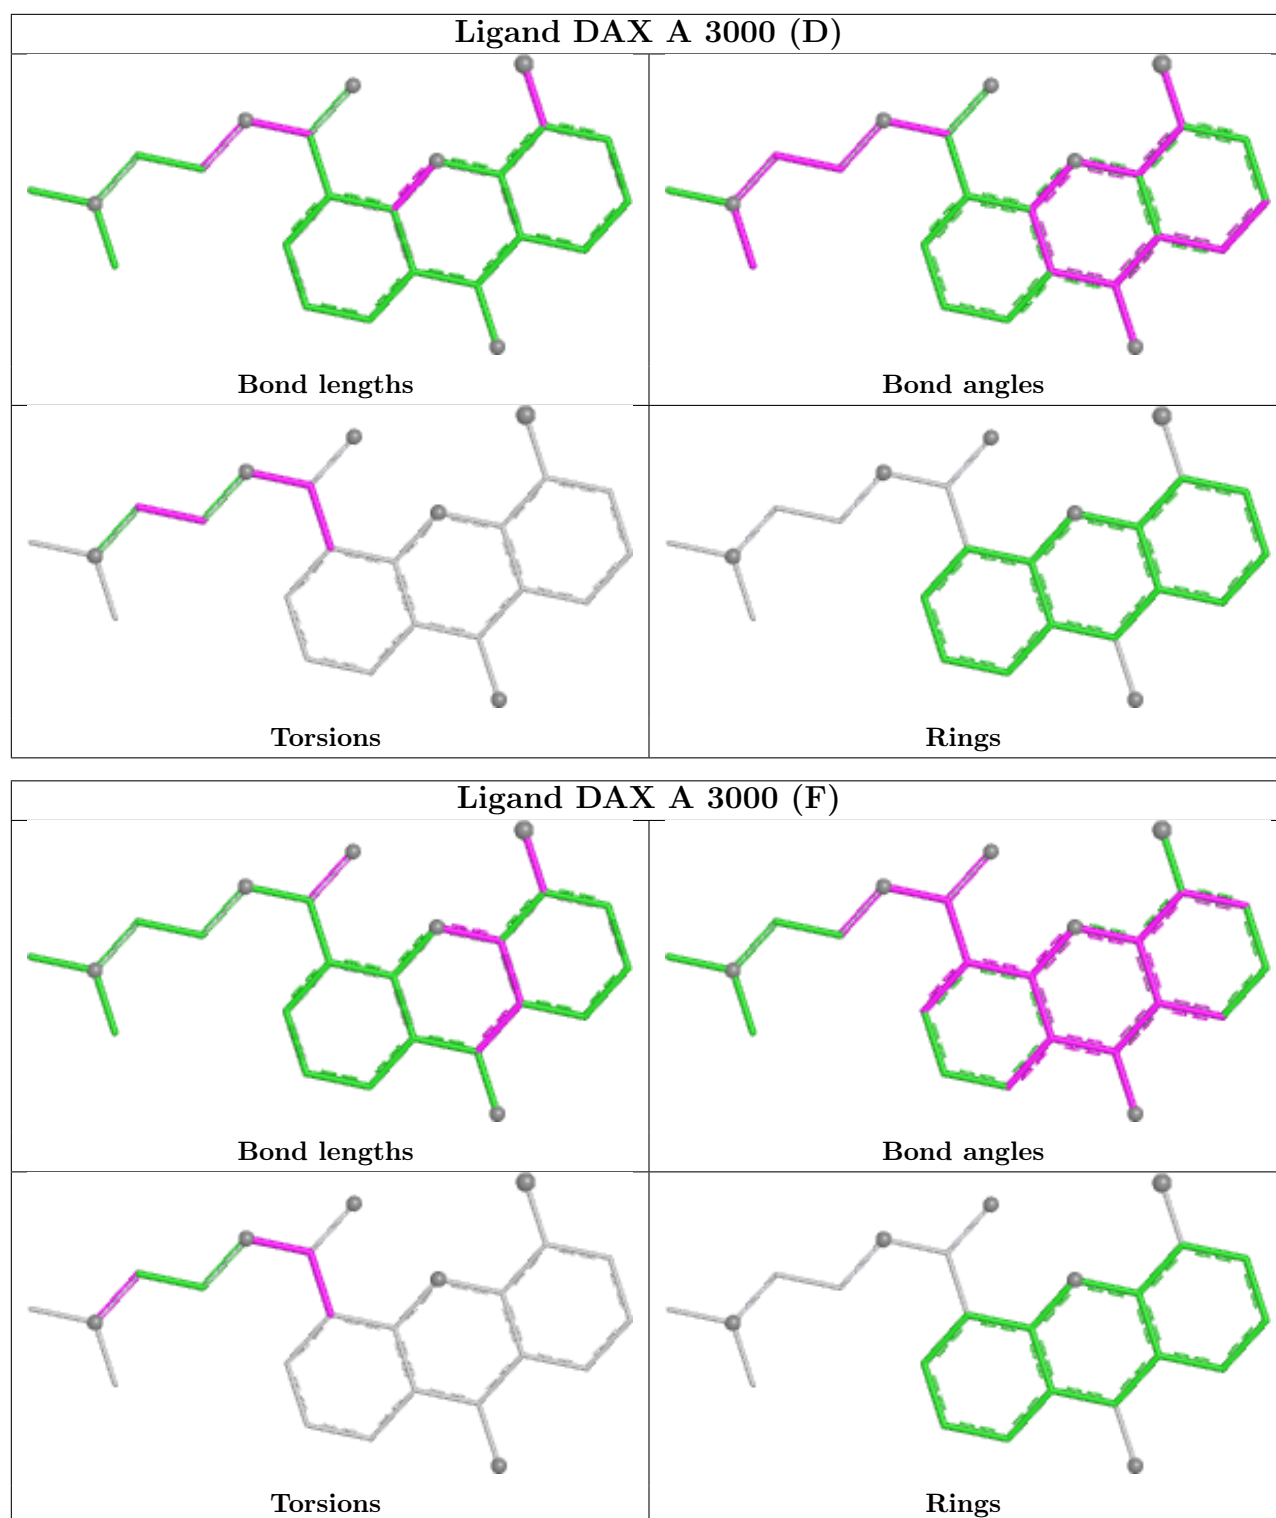 Ligand DAX A 3000 (D)
Bond lengths
Bond angles
Torsions
Rings
Ligand DAX A 3000 (F)
Bond lengths
Bond angles
Torsions
Rings